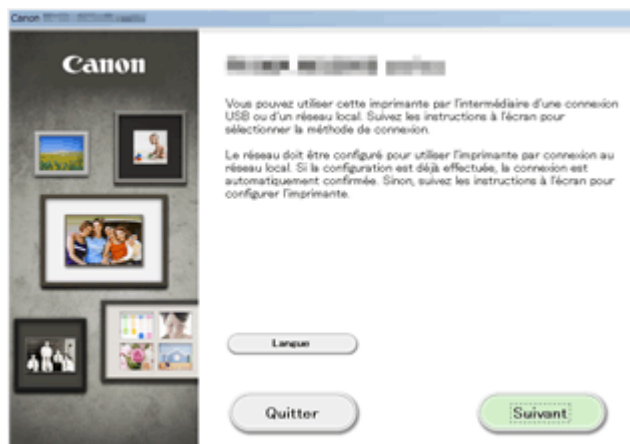 Canon
Canon
series
Vous pouvez utiliser cette imprimante par l'intermédiaire d'une connexion
USB ou d'un réseau local. Suivez les instructions à l'écran pour
sélectionner la méthode de connexion.
Le réseau doit être configuré pour utiliser l'imprimante par connexion au
réseau local. Si la configuration est déjà effectuée, la connexion est
automatiquement confirmée. Sinon, suivez les instructions à l'écran pour
configurer l'imprimante.
Langue
Quitter
Suivant